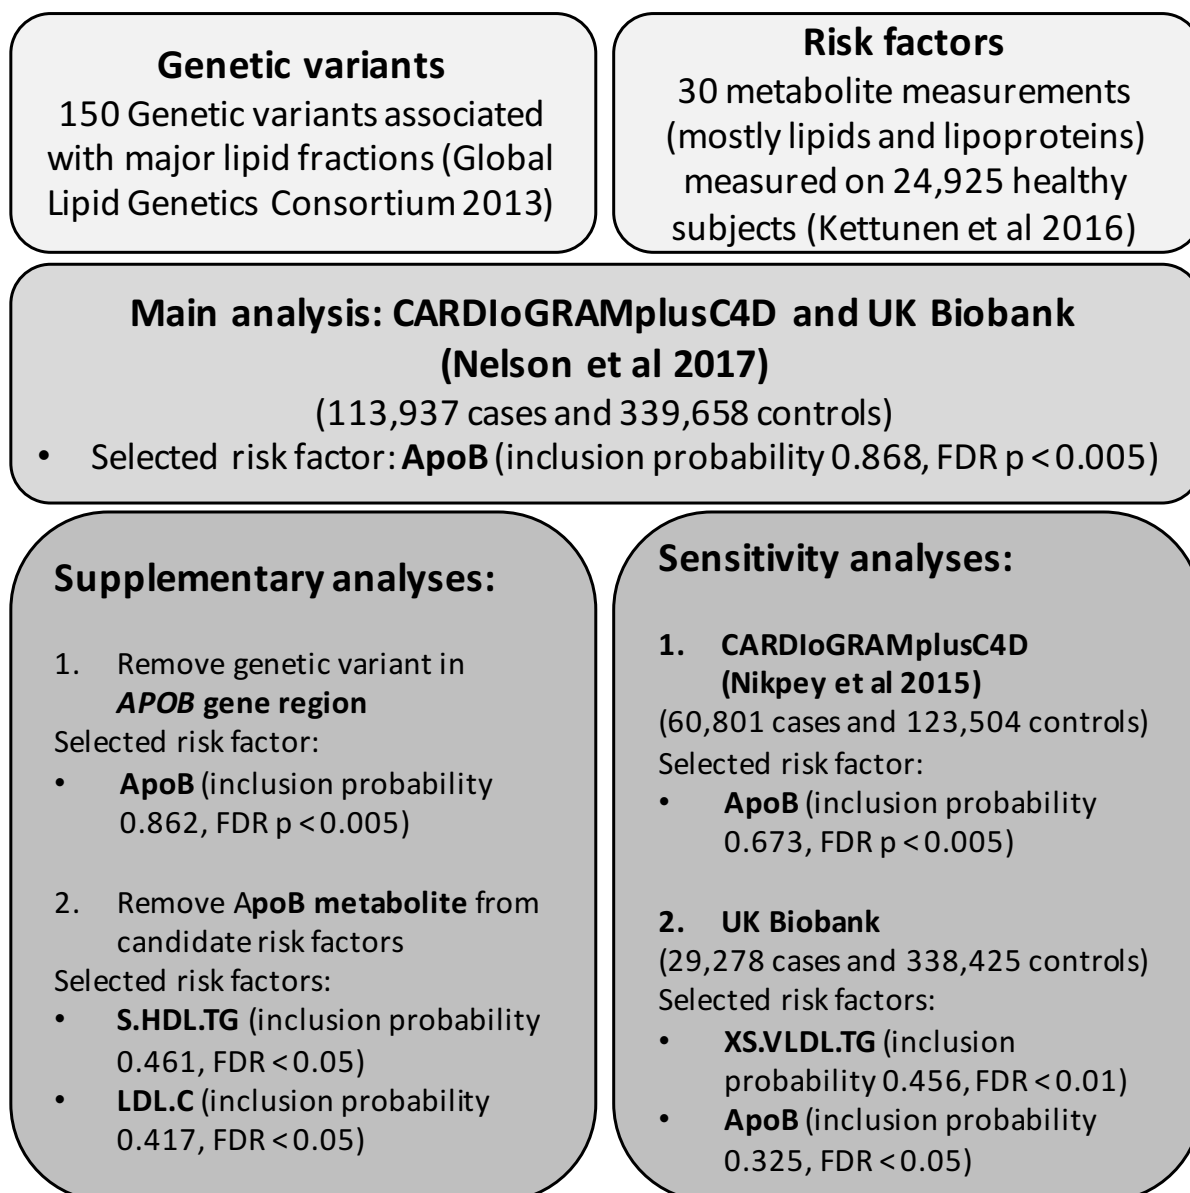 Genetic variants
150 Genetic variants associated
with major lipid fractions (Global
Lipid Genetics Consortium 2013)
Risk factors
30 metabolite measurements
(mostly lipids and lipoproteins)
measured on 24,925 healthy
subjects (Kettunen et al 2016)
Main analysis: CARDIoGRAMplusC4D and UK Biobank
(Nelson et al 2017)
(113,937 cases and 339,658 controls)
• Selected risk factor: ApoB (inclusion probability 0.868, FDR p < 0.005)
Supplementary analyses:
1. Remove genetic variant in
APOB gene region
Selected risk factor:
• ApoB (inclusion probability
0.862, FDR p < 0.005)
2. Remove ApoB metabolite from
candidate risk factors
Selected risk factors:
• S.HDL.TG (inclusion probability
0.461, FDR < 0.05)
• LDL.C (inclusion probability
0.417, FDR < 0.05)
Sensitivity analyses:
1. CARDIoGRAMplusC4D
(Nikpey et al 2015)
(60,801 cases and 123,504 controls)
Selected risk factor:
• ApoB (inclusion probability
0.673, FDR p < 0.005)
2. UK Biobank
(29,278 cases and 338,425 controls)
Selected risk factors:
• XS.VLDL.TG (inclusion
probability 0.456, FDR < 0.01)
• ApoB (inclusion probability
0.325, FDR < 0.05)